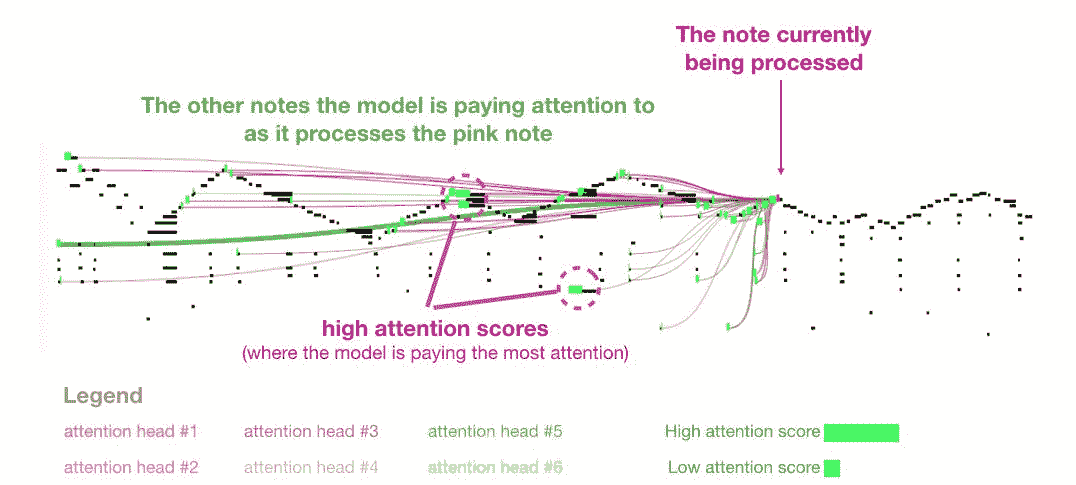 The note currently
being processed
The other notes the model is paying attention to
as it processes the pink note
high attention scores
(where the model is paying the most attention)
Legend
attention head #1
attention head #3
attention head #5
High attention score
attention head #2
attention head #4
attention head #6
Low attention score